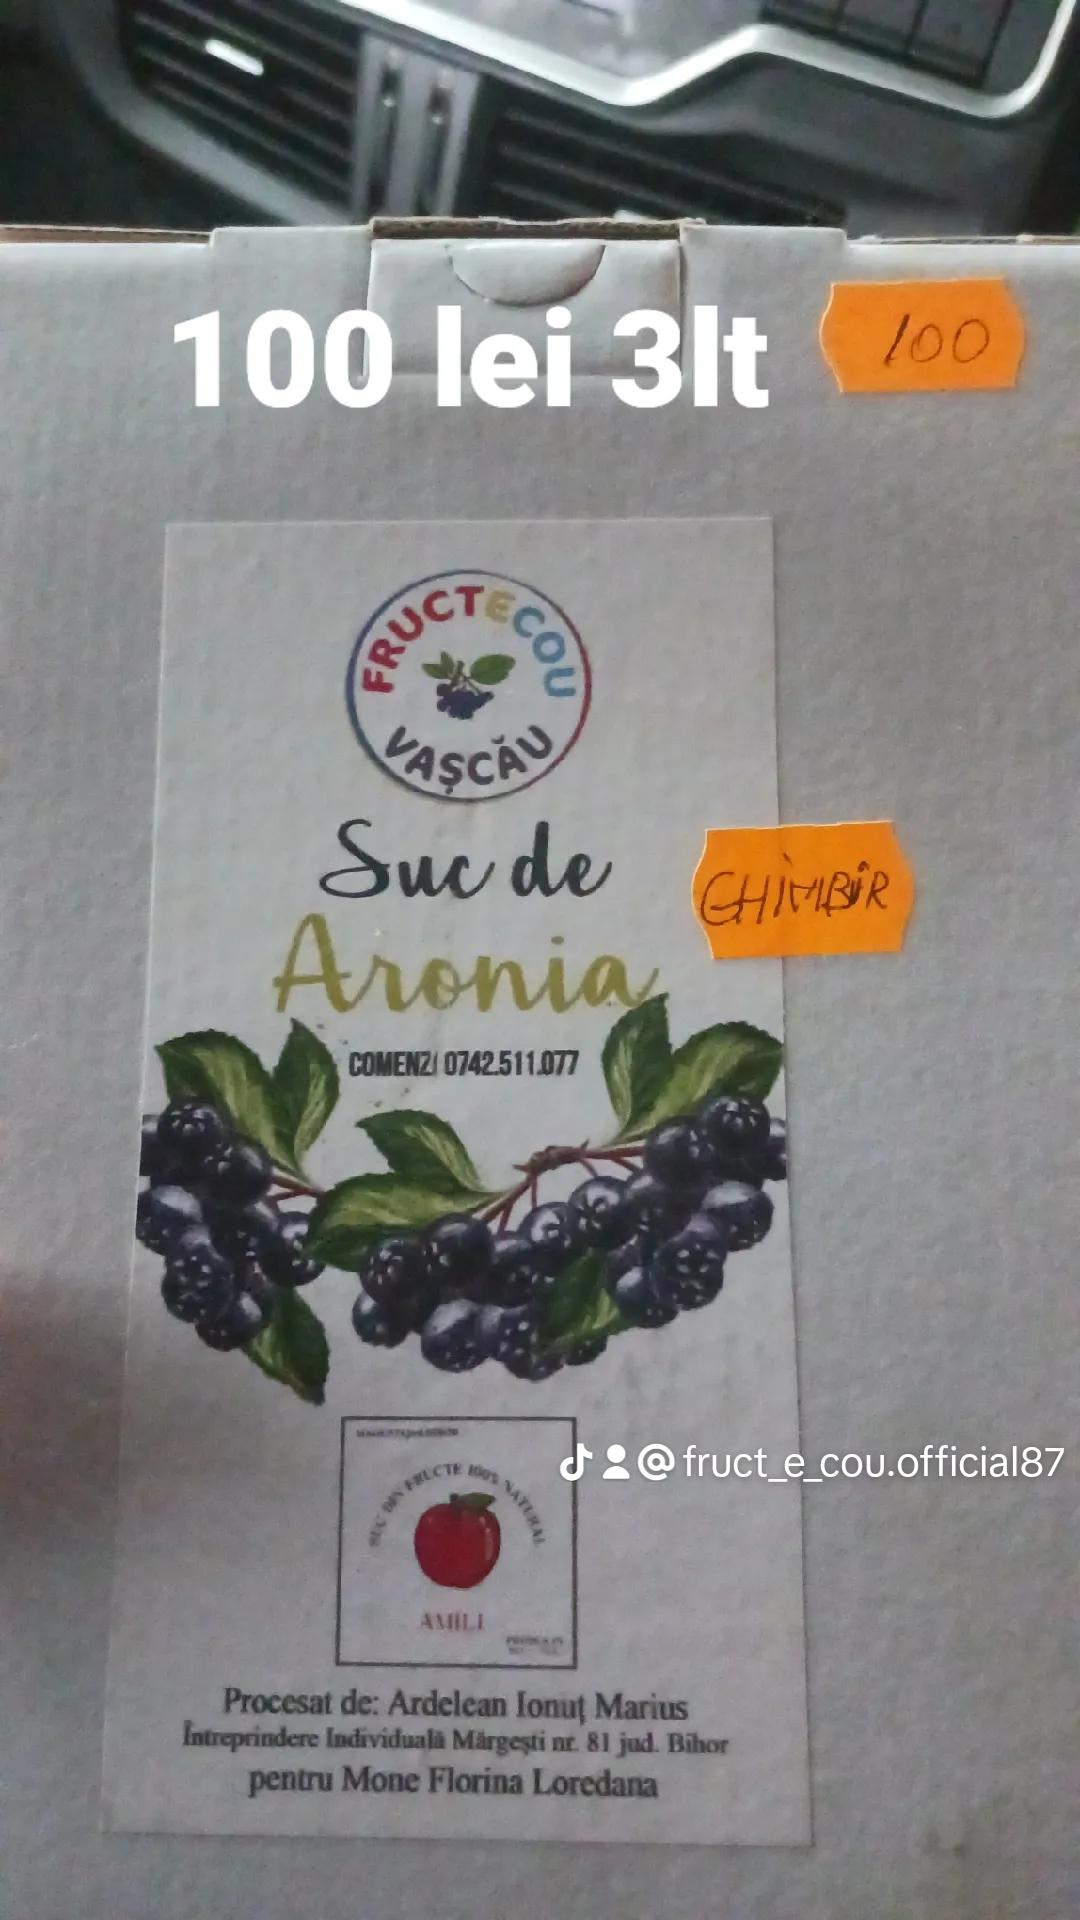 100 lei 3lt
100
FRUCTECOU
VAȘCĂU
Suc de
GHIMBIR
Aronia
COMENZI 0742.511.077
@fruct_e_cou.official87
SUC DIN FRUCTE 100% NATURAL
AMILI
Procesat de: Ardelean Ionuț Marius
Întreprindere Individuală Mărgești nr. 81 jud. Bihor
pentru Mone Florina Loredana